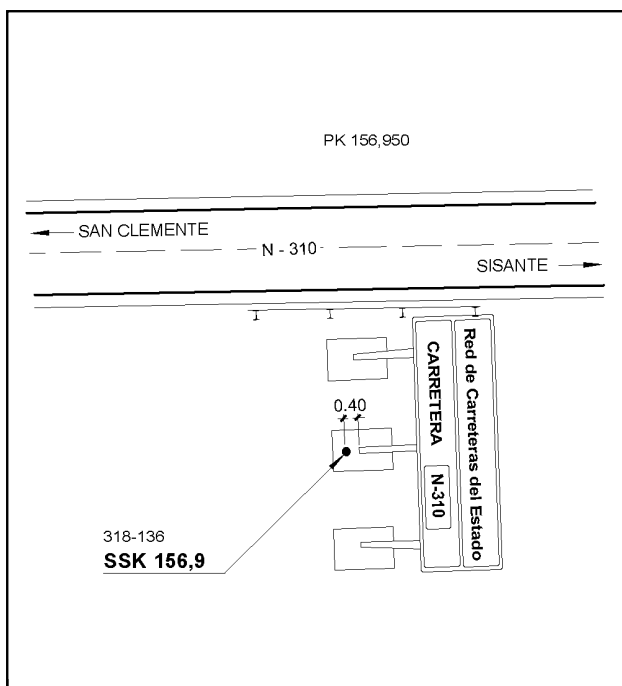 PK 156,950
SAN CLEMENTE
N - 310
SISANTE
Red de Carreteras del Estado
CARRETERA
N-310
0.40
318-136
SSK 156,9